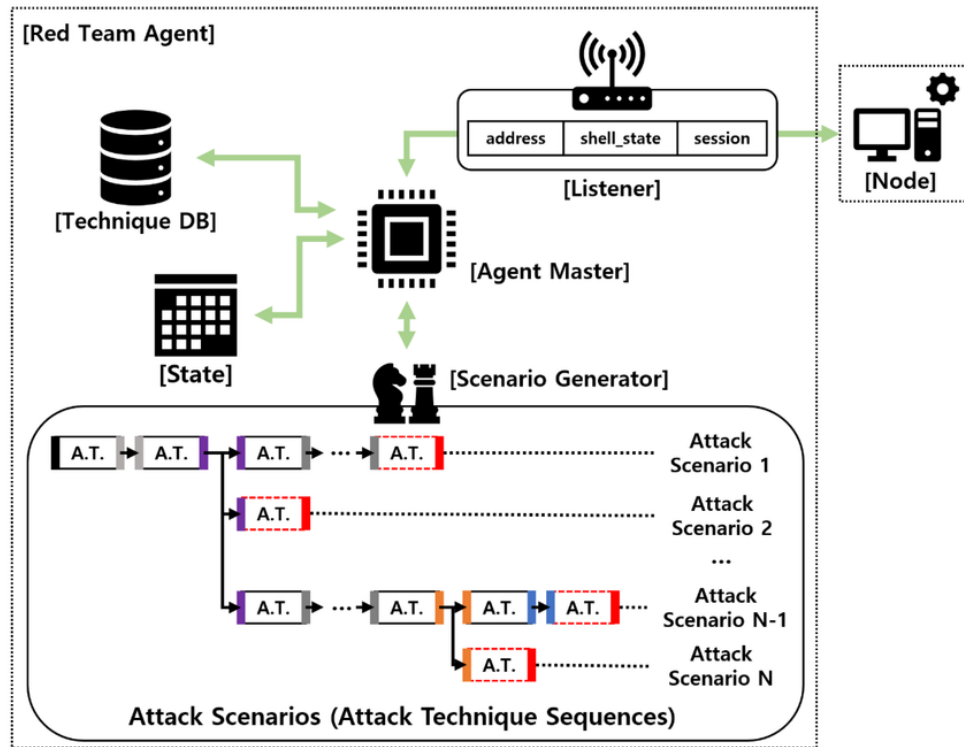 [Red Team Agent]
address
shell_state
session
[Listener]
[Node]
[Technique DB]
[Agent Master]
[State]
[Scenario Generator]
A.T.
A.T.
A.T.
...
A.T.
Attack
Scenario 1
A.T.
Attack
Scenario 2
...
A.T.
...
A.T.
A.T.
A.T.
Attack
Scenario N-1
A.T.
Attack
Scenario N
Attack Scenarios (Attack Technique Sequences)